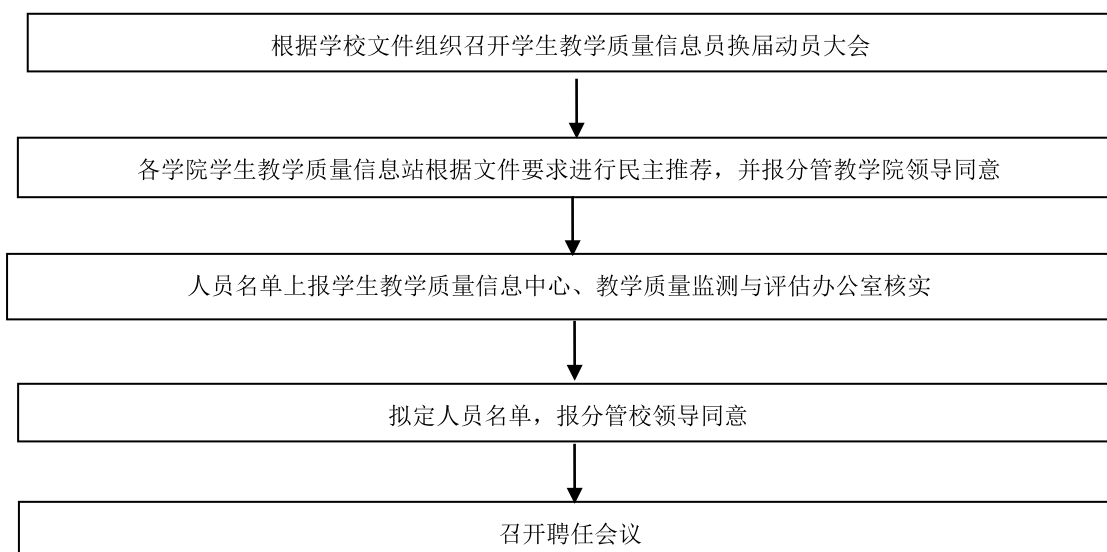 根据学校文件组织召开学生教学质量信息员换届动员大会
各学院学生教学质量信息站根据文件要求进行民主推荐，并报分管教学院领导同意
人员名单上报学生教学质量信息中心、教学质量监测与评估办公室核实
拟定人员名单，报分管校领导同意
召开聘任会议